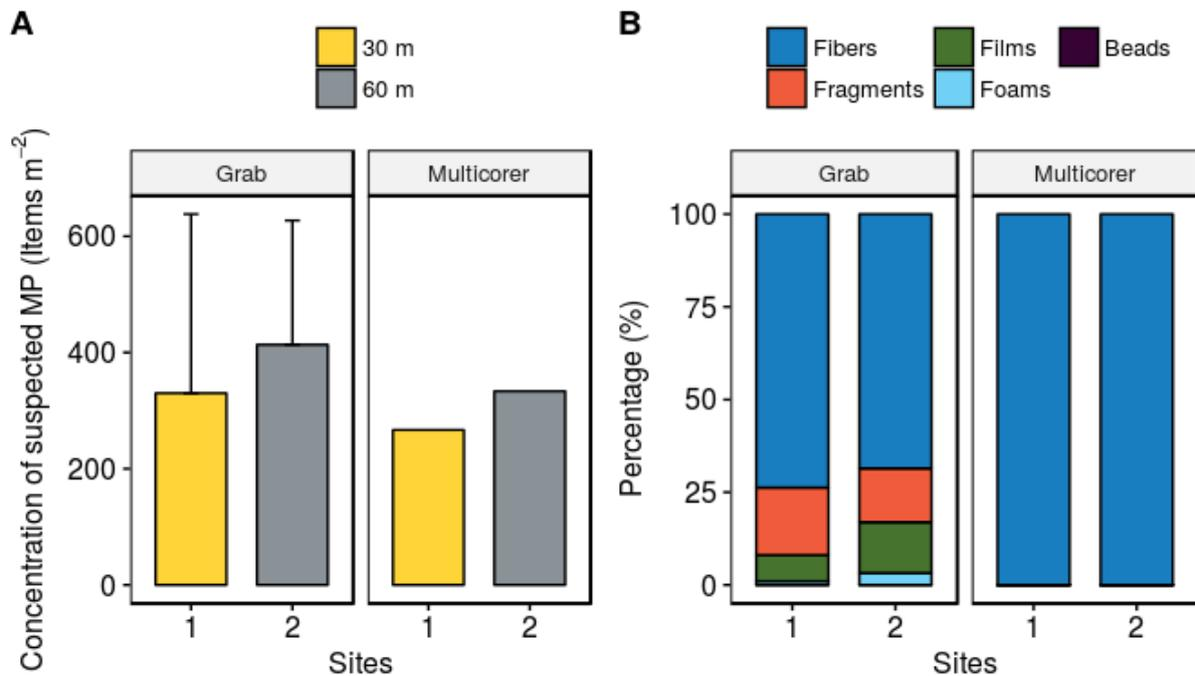 A
30 m
60 m
Concentration of suspected MP (Items m⁻²)
Grab
Multicorer
600
400
200
0
1
2
1
2
Sites
B
Fibers
Films
Beads
Fragments
Foams
Percentage (%)
Grab
Multicorer
100
75
50
25
0
1
2
1
2
Sites